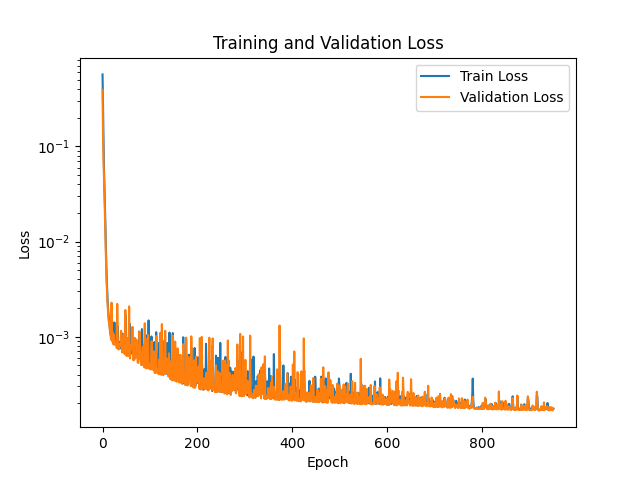 Training and Validation Loss
Train Loss
Validation Loss
10⁻¹
10⁻²
10⁻³
Loss
0 200 400 600 800
Epoch